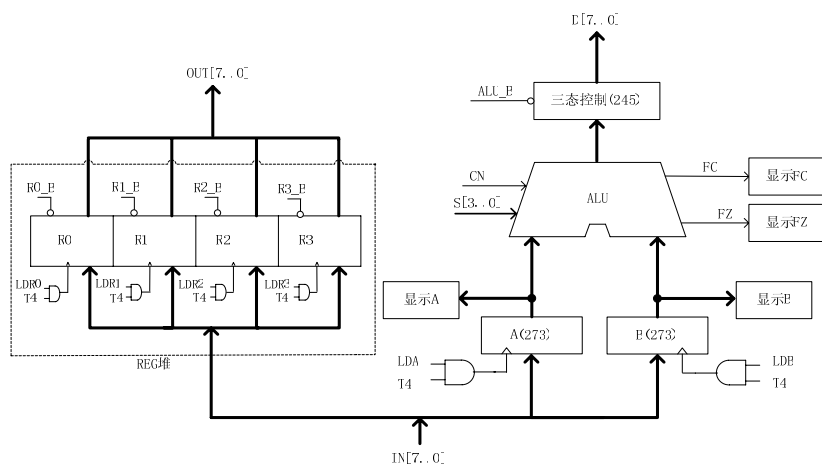 D[7..0]
OUT[7..0]
ALU_B
三态控制(245)
CN
S[3..0]
ALU
FC
显示FC
FZ
显示FZ
R0_B
R1_B
R2_B
R3_B
R0
R1
R2
R3
LDR0
T4
LDR1
T4
LDR2
T4
LDR3
T4
REG堆
显示A
显示B
A(273)
B(273)
LDA
T4
LDB
T4
IN[7..0]